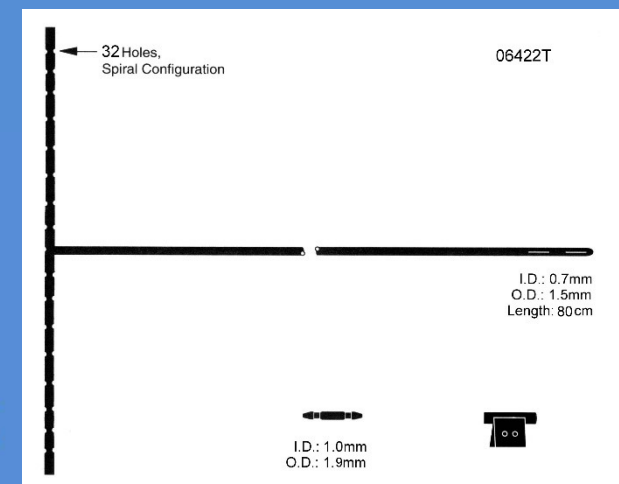 32 Holes,
Spiral Configuration
06422T
I.D.: 0.7mm
O.D.: 1.5mm
Length: 80cm
I.D.: 1.0mm
O.D.: 1.9mm